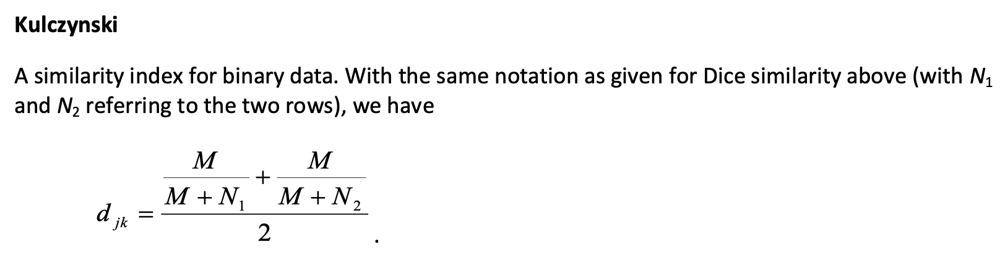 Kulczynski
A similarity index for binary data. With the same notation as given for Dice similarity above (with N₁
and N₂ referring to the two rows), we have
M M
+
M + N₁ M + N₂
d jk =
2 .